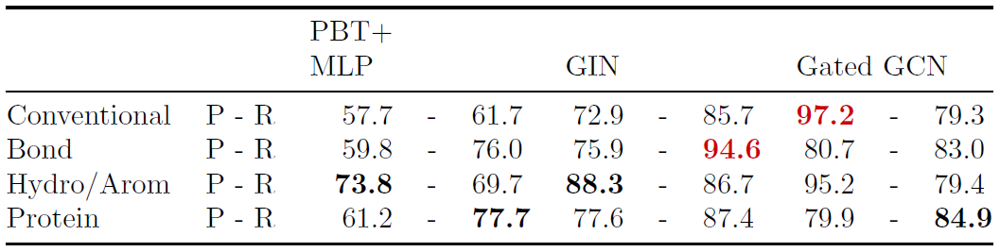 PBT+
MLP GIN Gated GCN
Conventional P - R 57.7 - 61.7 72.9 - 85.7 97.2 - 79.3
Bond P - R 59.8 - 76.0 75.9 - 94.6 80.7 - 83.0
Hydro/Arom P - R 73.8 - 69.7 88.3 - 86.7 95.2 - 79.4
Protein P - R 61.2 - 77.7 77.6 - 87.4 79.9 - 84.9